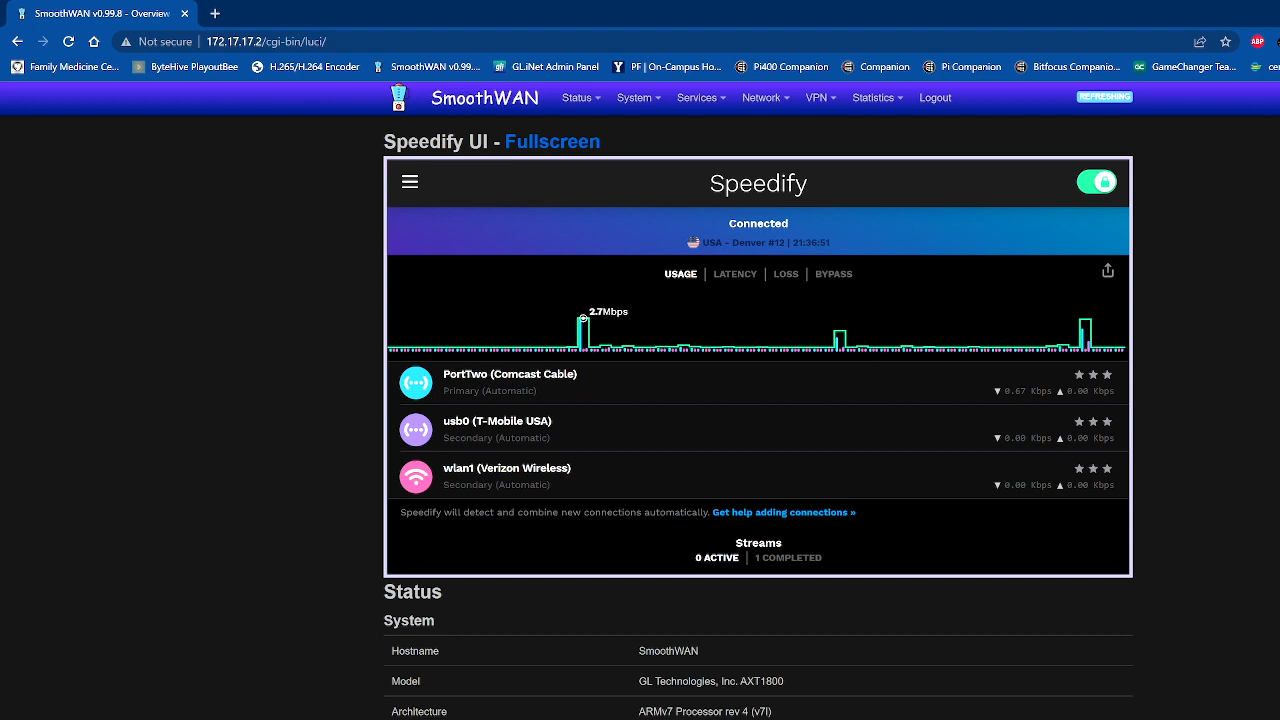 SmoothWAN v0.99.8 - Overview
Not secure 172.17.17.2/cgi-bin/luci/
ABP
Family Medicine Ce... ByteHive PlayoutBee H.265/H.264 Encoder SmoothWAN v0.99.... GL.iNet Admin Panel PF | On-Campus Ho... Pi400 Companion Companion Pi Companion Bitfocus Companion GameChanger Team...
SmoothWAN Status System Services Network VPN Statistics Logout REFRESHING
Speedify UI - Fullscreen
Speedify
Connected
USA - Denver #12 | 21:36:51
USAGE | LATENCY | LOSS | BYPASS
2.7Mbps
PortTwo (Comcast Cable)
Primary (Automatic) ▼ 0.67 Kbps ▲ 0.00 Kbps
usb0 (T-Mobile USA)
Secondary (Automatic) ▼ 0.00 Kbps ▲ 0.00 Kbps
wlan1 (Verizon Wireless)
Secondary (Automatic) ▼ 0.00 Kbps ▲ 0.00 Kbps
Speedify will detect and combine new connections automatically. Get help adding connections »
Streams
0 ACTIVE | 1 COMPLETED
Status
System
Hostname SmoothWAN
Model GL Technologies, Inc. AXT1800
Architecture ARMv7 Processor rev 4 (v7l)